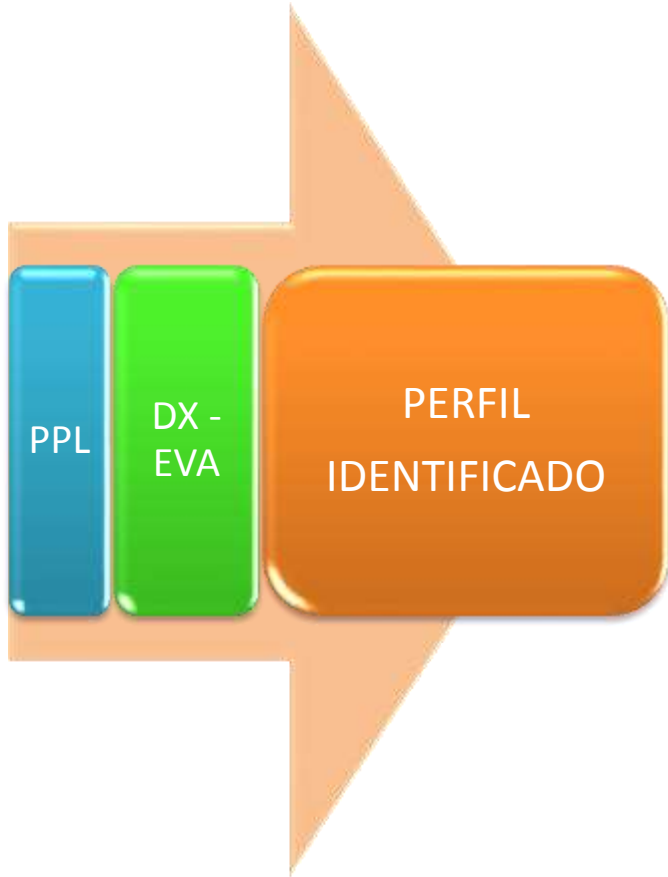 PPL
DX -
EVA
PERFIL
IDENTIFICADO